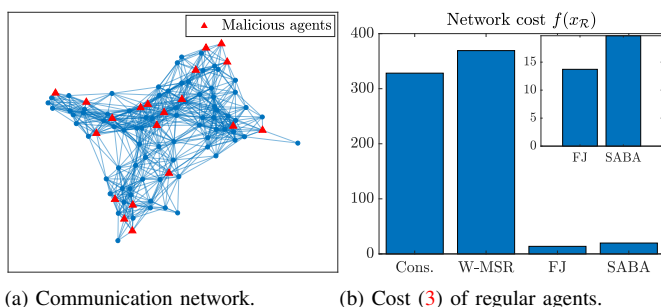 Malicious agents
(a) Communication network.
Network cost f(x_R)
400
300
200
100
0
Cons. W-MSR FJ SABA
15
10
5
0
FJ SABA
(b) Cost (3) of regular agents.